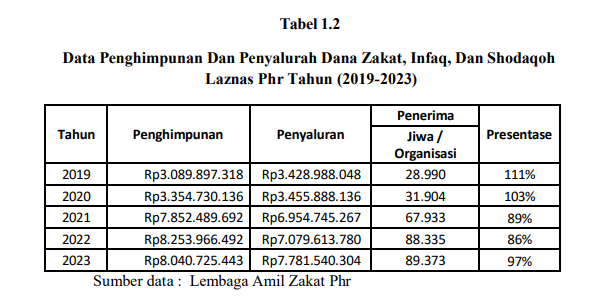 Tabel 1.2
Data Penghimpunan Dan Penyalurah Dana Zakat, Infaq, Dan Shodaqoh
Laznas Phr Tahun (2019-2023)
Tahun Penghimpunan Penyaluran Penerima Presentase
Jiwa /
Organisasi
2019 Rp3.089.897.318 Rp3.428.988.048 28.990 111%
2020 Rp3.354.730.136 Rp3.455.888.136 31.904 103%
2021 Rp7.852.489.692 Rp6.954.745.267 67.933 89%
2022 Rp8.253.966.492 Rp7.079.613.780 88.335 86%
2023 Rp8.040.725.443 Rp7.781.540.304 89.373 97%
Sumber data : Lembaga Amil Zakat Phr